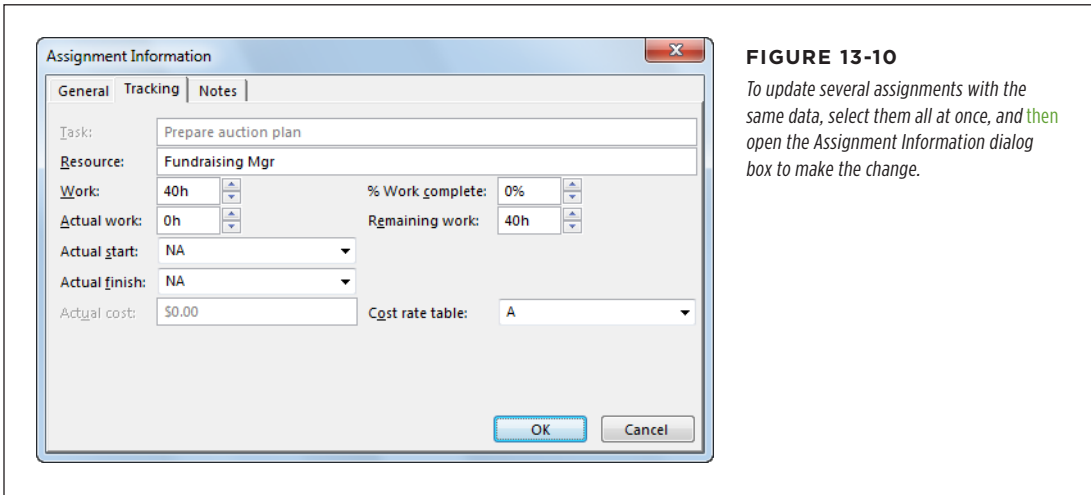 Assignment Information
General Tracking Notes
Task: Prepare auction plan
Resource: Fundraising Mgr
Work: 40h % Work complete: 0%
Actual work: 0h Remaining work: 40h
Actual start: NA
Actual finish: NA
Actual cost: $0.00 Cost rate table: A
OK Cancel
FIGURE 13-10
To update several assignments with the
same data, select them all at once, and then
open the Assignment Information dialog
box to make the change.